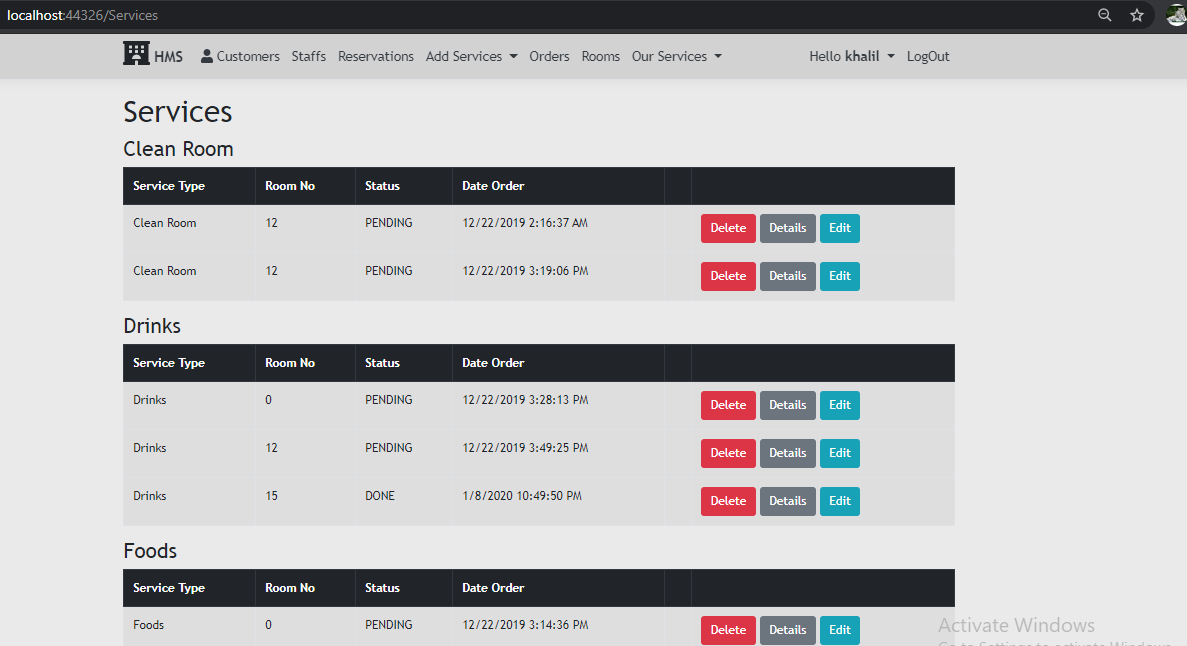 localhost:44326/Services
HMS Customers Staffs Reservations Add Services Orders Rooms Our Services Hello khalil LogOut
Services
Clean Room
Service Type Room No Status Date Order
Clean Room 12 PENDING 12/22/2019 2:16:37 AM Delete Details Edit
Clean Room 12 PENDING 12/22/2019 3:19:06 PM Delete Details Edit
Drinks
Service Type Room No Status Date Order
Drinks 0 PENDING 12/22/2019 3:28:13 PM Delete Details Edit
Drinks 12 PENDING 12/22/2019 3:49:25 PM Delete Details Edit
Drinks 15 DONE 1/8/2020 10:49:50 PM Delete Details Edit
Foods
Service Type Room No Status Date Order
Foods 0 PENDING 12/22/2019 3:14:36 PM Delete Details Edit
Activate Windows
Go to Settings to activate Windows